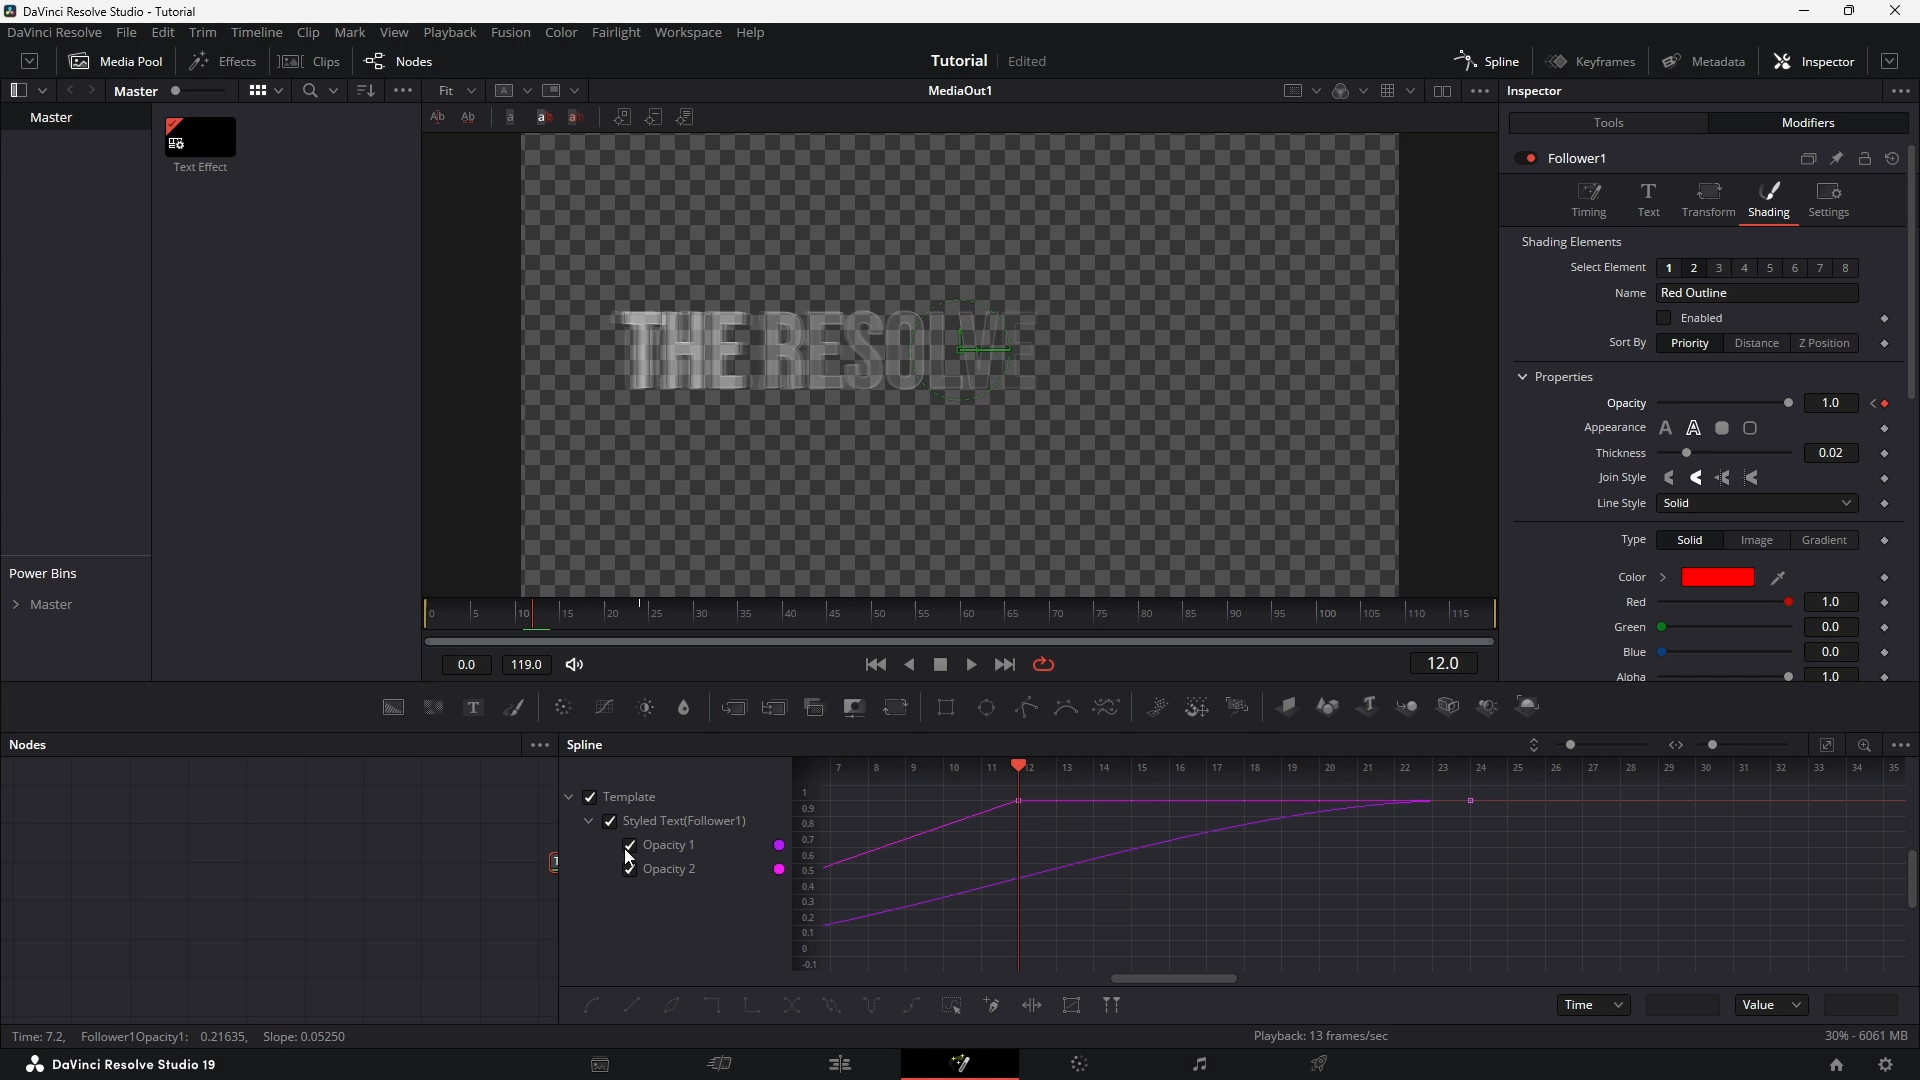 DaVinci Resolve Studio - Tutorial
DaVinci Resolve File Edit Trim Timeline Clip Mark View Playback Fusion Color Fairlight Workspace Help
Media Pool Effects Clips Nodes Tutorial Edited Spline Keyframes Metadata Inspector
Master Fit MediaOut1 Inspector
Master
Text Effect
Tools Modifiers
Follower1
Timing Text Transform Shading Settings
Shading Elements
Select Element 1 2 3 4 5 6 7 8
Name Red Outline
Enabled
Sort By Priority Distance Z Position
THE RESOLVE
Properties
Opacity 1.0
Appearance
Thickness 0.02
Join Style
Line Style Solid
Type Solid Image Gradient
Color
Red 1.0
Green 0.0
Blue 0.0
Alpha 1.0
Power Bins
Master
0 5 10 15 20 25 30 35 40 45 50 55 60 65 70 75 80 85 90 95 100 105 110 115
0.0 119.0 12.0
Nodes Spline
7 8 9 10 11 12 13 14 15 16 17 18 19 20 21 22 23 24 25 26 27 28 29 30 31 32 33 34 35
Template
Styled Text(Follower1)
Opacity 1
Opacity 2
1
0.9
0.8
0.7
0.6
0.5
0.4
0.3
0.2
0.1
0
-0.1
Time Value
Time: 7.2, Follower1Opacity1: 0.21635, Slope: 0.05250 Playback: 13 frames/sec 30% - 6061 MB
DaVinci Resolve Studio 19